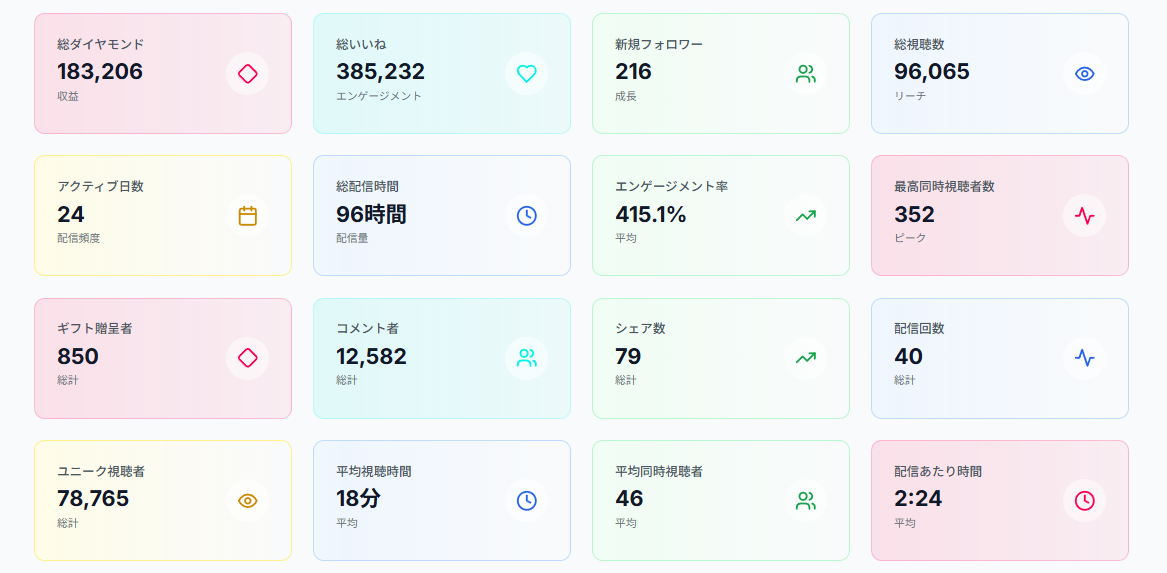 総ダイヤモンド
183,206
収益
総いいね
385,232
エンゲージメント
新規フォロワー
216
成長
総視聴数
96,065
リーチ
アクティブ日数
24
配信頻度
総配信時間
96時間
配信量
エンゲージメント率
415.1%
平均
最高同時視聴者数
352
ピーク
ギフト贈呈者
850
総計
コメント者
12,582
総計
シェア数
79
総計
配信回数
40
総計
ユニーク視聴者
78,765
総計
平均視聴時間
18分
平均
平均同時視聴者
46
平均
配信あたり時間
2:24
平均